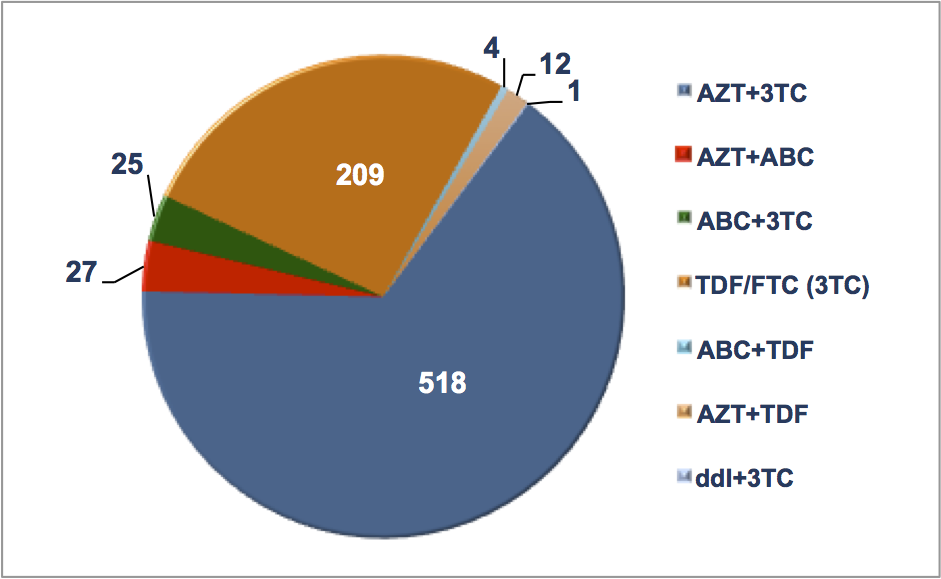 4
12
1
25
209
27
518
AZT+3TC
AZT+ABC
ABC+3TC
TDF/FTC (3TC)
ABC+TDF
AZT+TDF
ddI+3TC